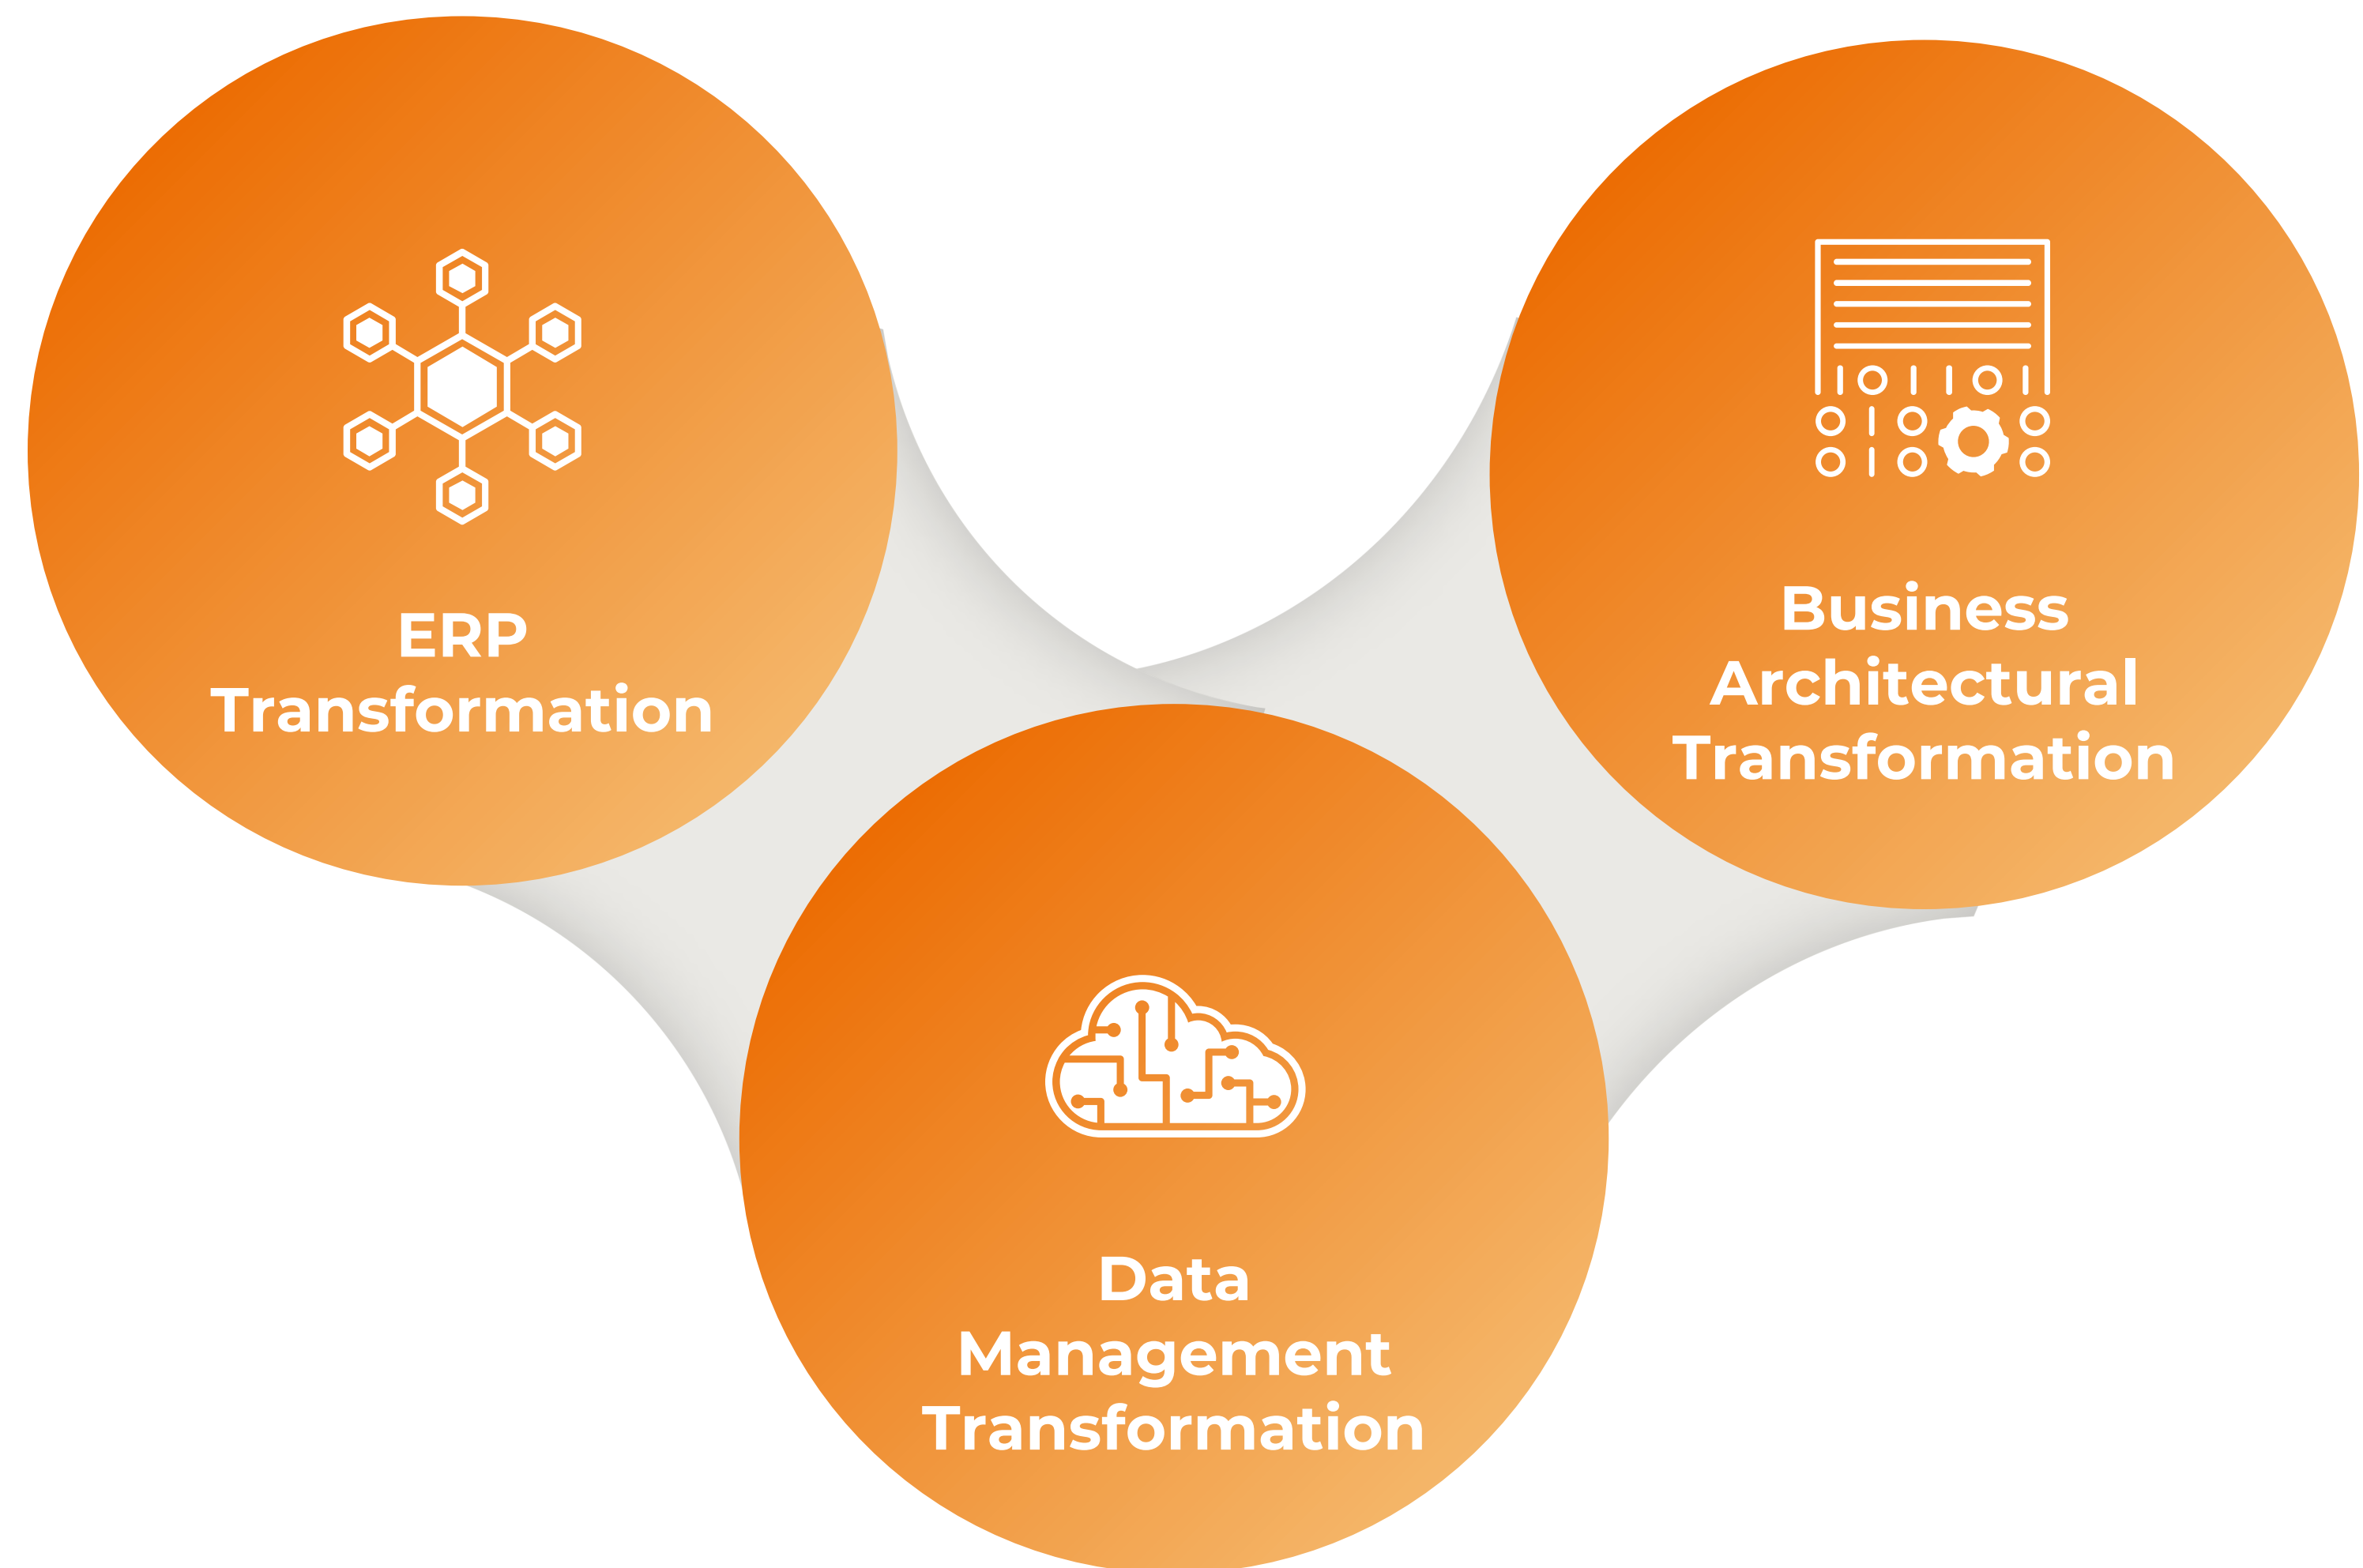 ERP
Transformation
Business
Architectural
Transformation
Data
Management
Transformation